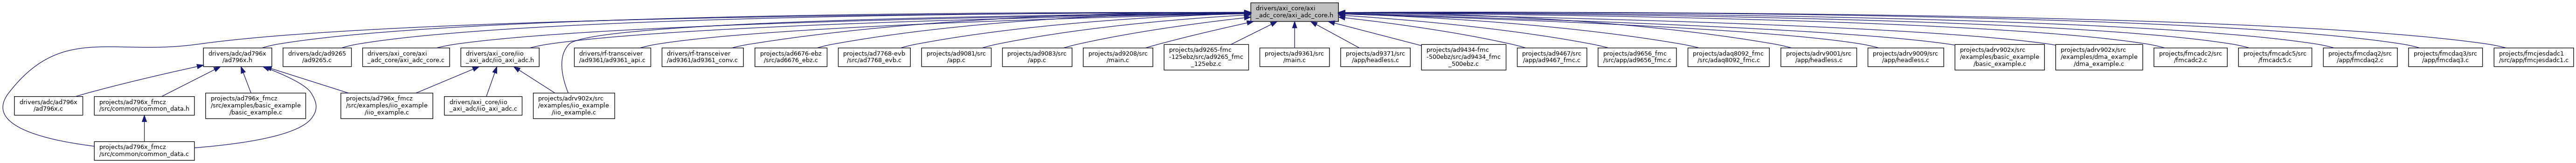 drivers/axi_core/axi
_adc_core/axi_adc_core.h
drivers/adc/ad796x
/ad796x.h
drivers/adc/ad9265
/ad9265.c
drivers/axi_core/axi
_adc_core/axi_adc_core.c
drivers/axi_core/iio
_axi_adc/iio_axi_adc.h
drivers/rf-transceiver
/ad9361/ad9361_api.c
drivers/rf-transceiver
/ad9361/ad9361_conv.c
projects/ad6676-ebz
/src/ad6676_ebz.c
projects/ad7768-evb
/src/ad7768_evb.c
projects/ad9081/src
/app.c
projects/ad9083/src
/app.c
projects/ad9208/src
/main.c
projects/ad9265-fmc
-125ebz/src/ad9265_fmc
_125ebz.c
projects/ad9361/src
/main.c
projects/ad9371/src
/app/headless.c
projects/ad9434-fmc
-500ebz/src/ad9434_fmc
_500ebz.c
projects/ad9467/src
/app/ad9467_fmc.c
projects/ad9656_fmc
/src/app/ad9656_fmc.c
projects/adaq8092_fmc
/src/adaq8092_fmc.c
projects/adrv9001/src
/app/headless.c
projects/adrv9009/src
/app/headless.c
projects/adrv902x/src
/examples/basic_example
/basic_example.c
projects/adrv902x/src
/examples/dma_example
/dma_example.c
projects/fmcadc2/src
/fmcadc2.c
projects/fmcadc5/src
/fmcadc5.c
projects/fmcdaq2/src
/app/fmcdaq2.c
projects/fmcdaq3/src
/app/fmcdaq3.c
projects/fmcjesdadc1
/src/app/fmcjesdadc1.c
drivers/adc/ad796x
/ad796x.c
projects/ad796x_fmcz
/src/common/common_data.h
projects/ad796x_fmcz
/src/examples/basic_example
/basic_example.c
projects/ad796x_fmcz
/src/examples/iio_example
/iio_example.c
drivers/axi_core/iio
_axi_adc/iio_axi_adc.c
projects/adrv902x/src
/examples/iio_example
/iio_example.c
projects/ad796x_fmcz
/src/common/common_data.c